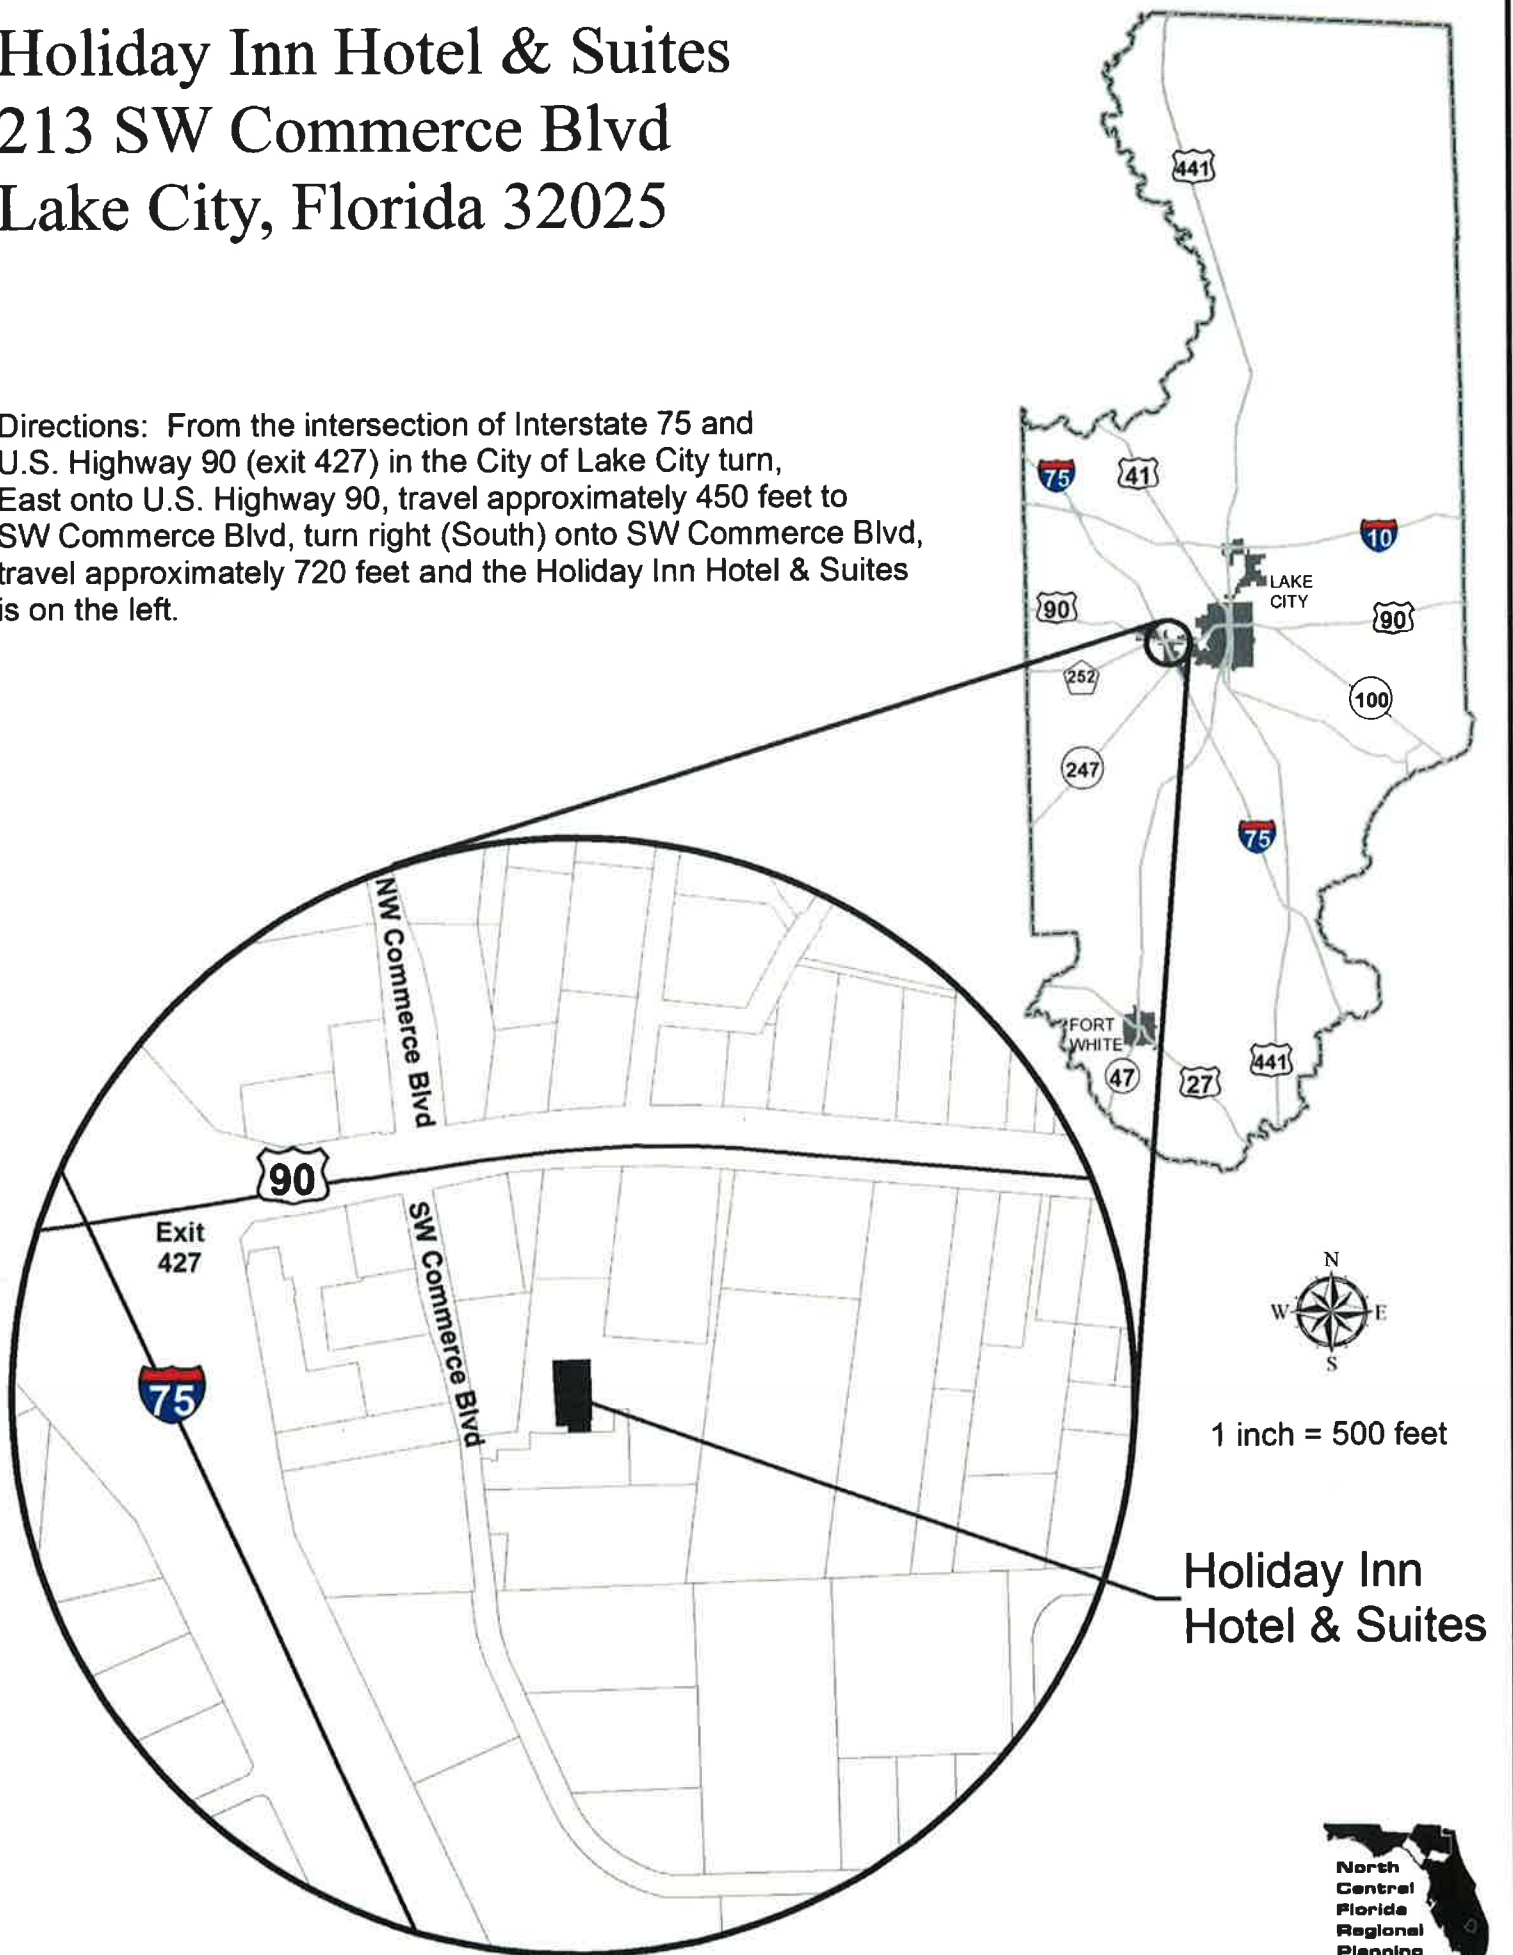 Holiday Inn Hotel & Suites
213 SW Commerce Blvd
Lake City, Florida 32025
Directions: From the intersection of Interstate 75 and
U.S. Highway 90 (exit 427) in the City of Lake City turn,
East onto U.S. Highway 90, travel approximately 450 feet to
SW Commerce Blvd, turn right (South) onto SW Commerce Blvd,
travel approximately 720 feet and the Holiday Inn Hotel & Suites
is on the left.
441
75
41
10
LAKE
CITY
90
90
252
100
247
75
FORT
WHITE
47
27
441
NW Commerce Blvd
90
Exit
427
SW Commerce Blvd
75
N
W
E
S
1 inch = 500 feet
Holiday Inn
Hotel & Suites
North
Central
Florida
Regional
Planning